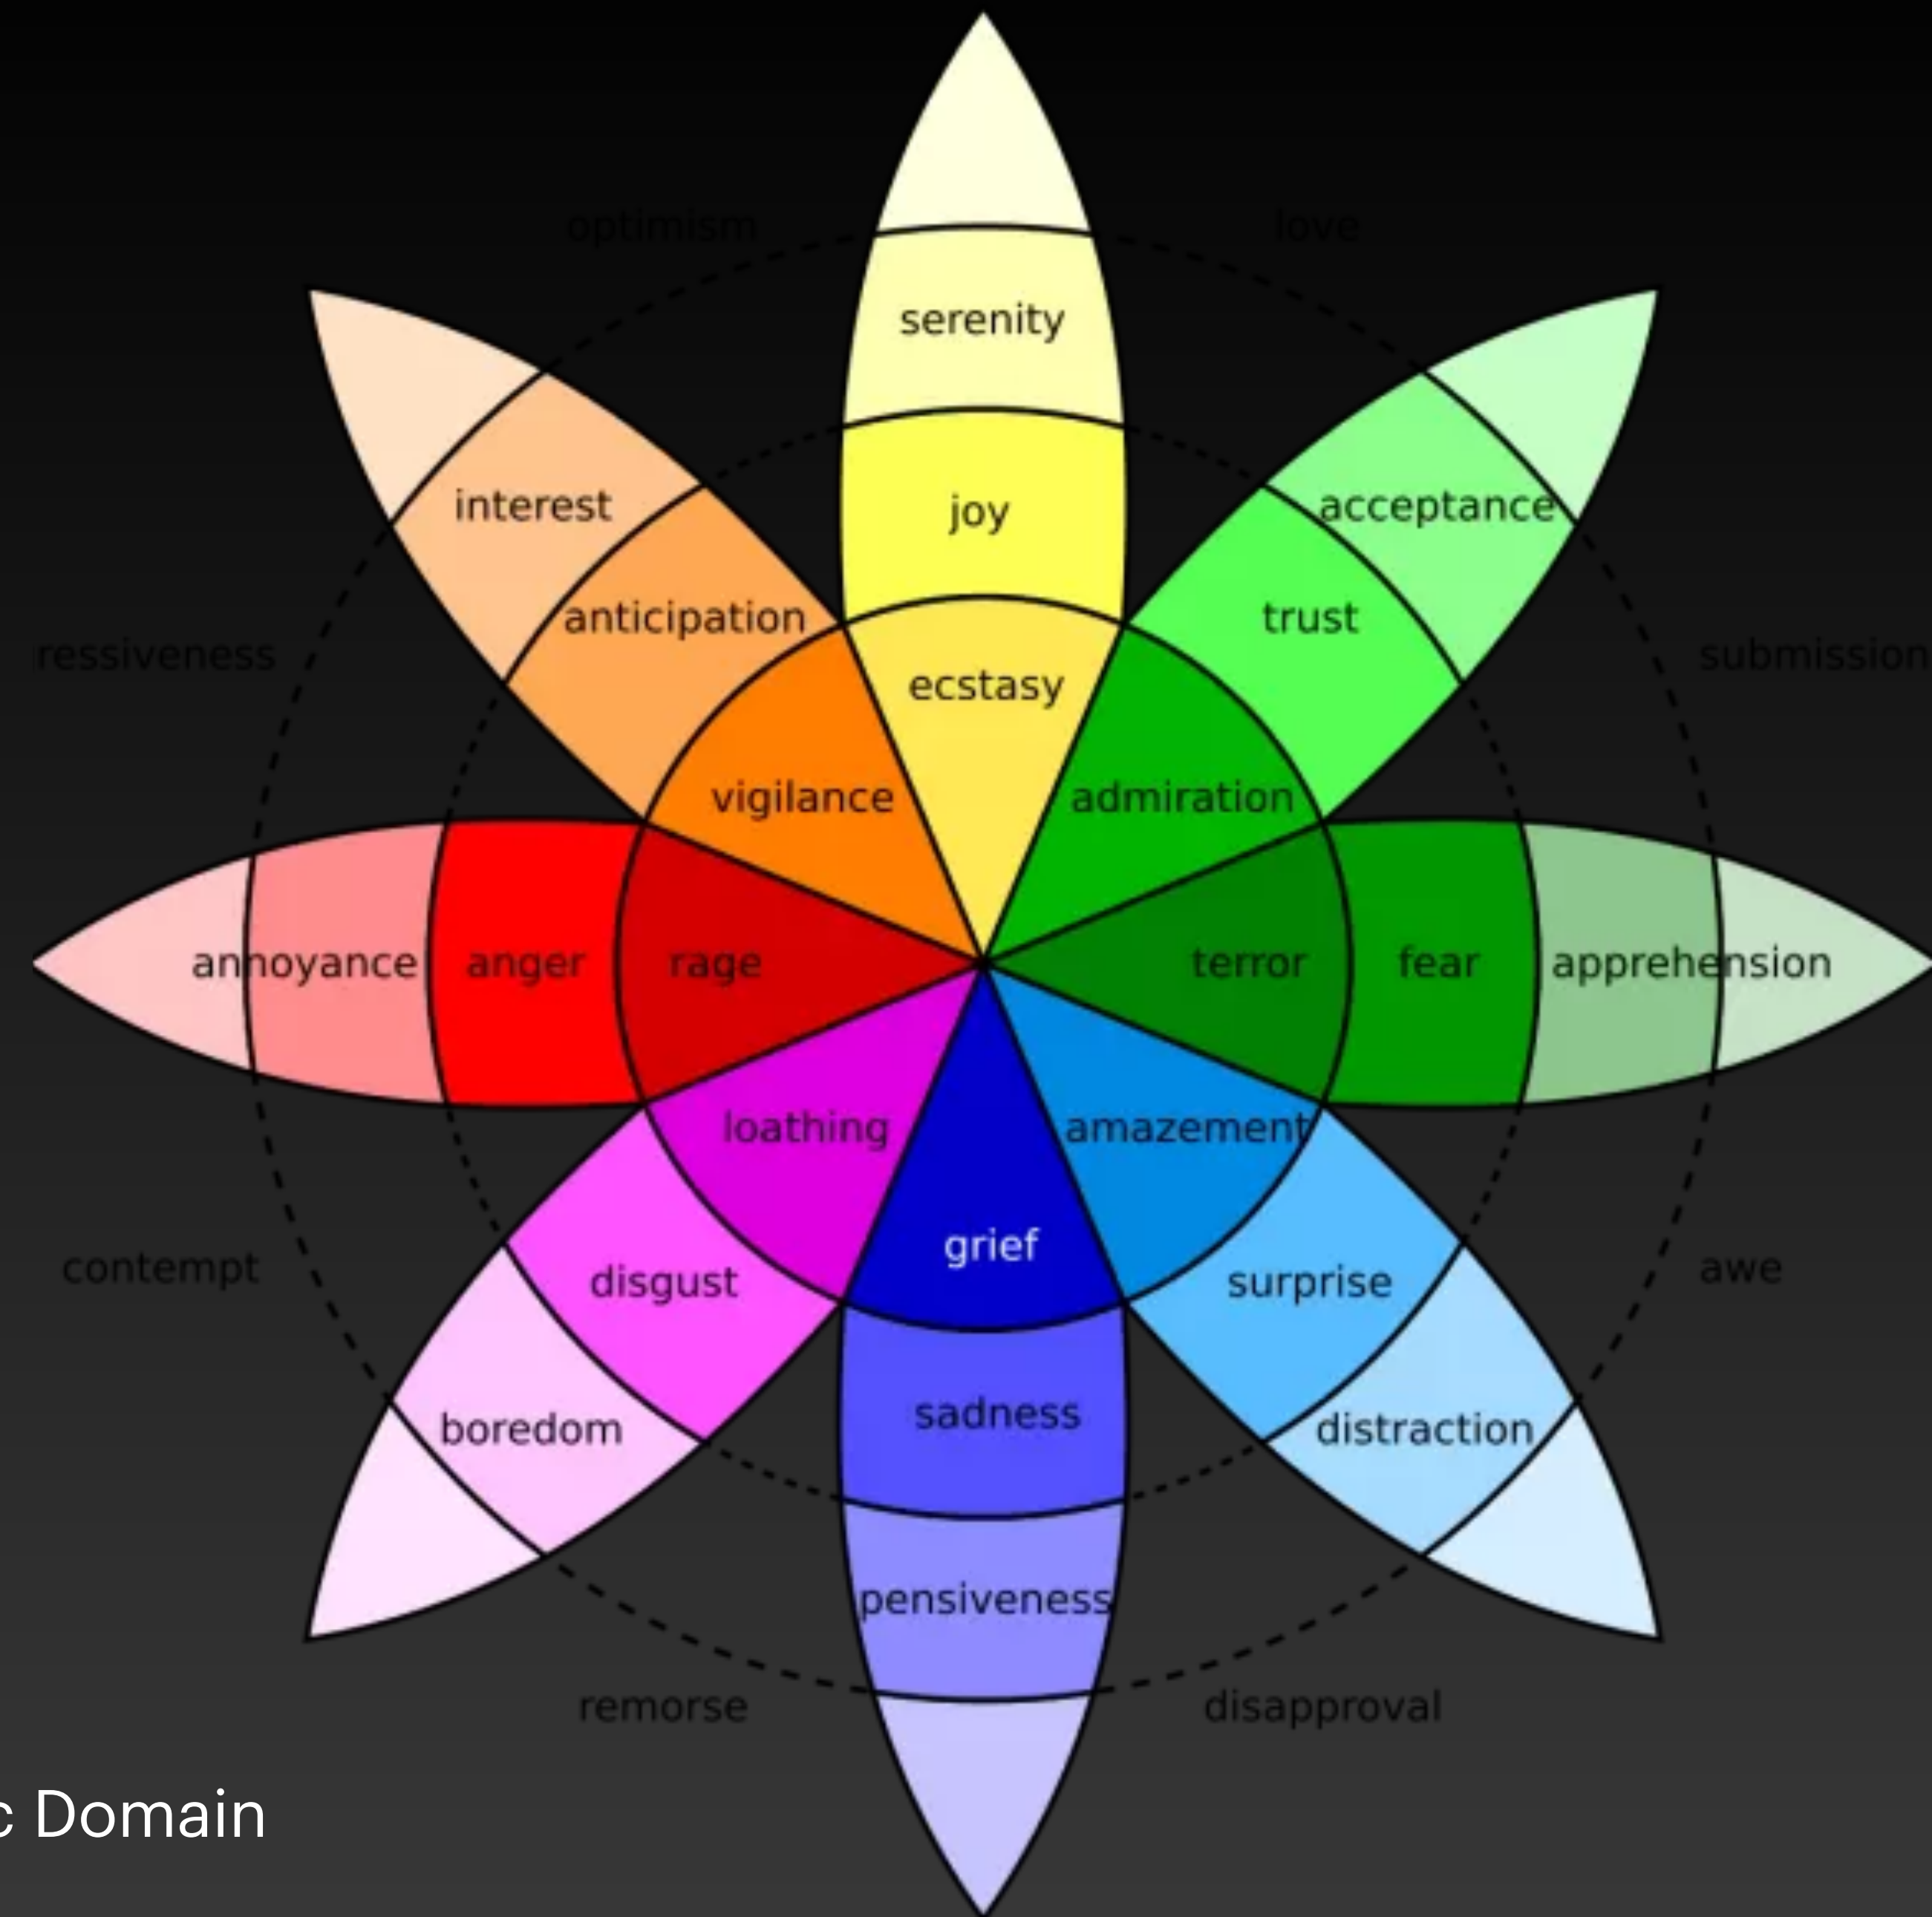 optimism
love
serenity
interest
joy
acceptance
anticipation
trust
ressiveness
ecstasy
submission
vigilance
admiration
annoyance
anger
rage
terror
fear
apprehension
loathing
amazement
contempt
grief
awe
disgust
surprise
boredom
sadness
distraction
pensiveness
remorse
disapproval
c Domain